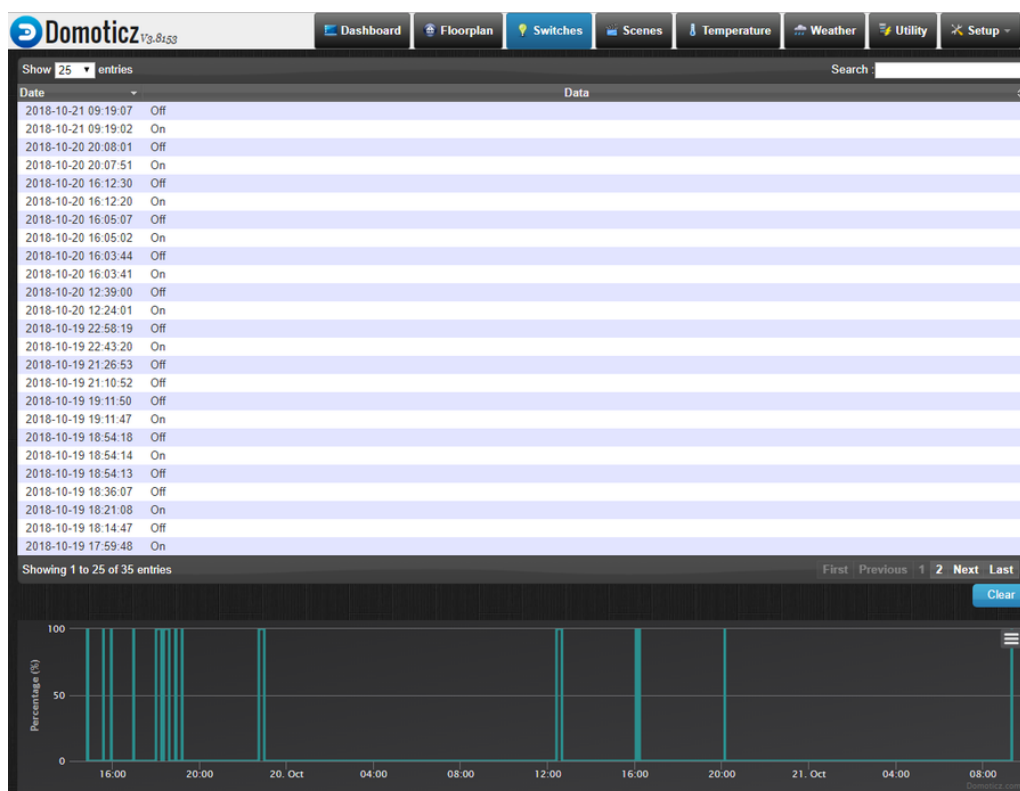 Domoticz V3.8153 Dashboard Floorplan Switches Scenes Temperature Weather Utility Setup
Show 25 entries Search :
Date Data
2018-10-21 09:19:07 Off
2018-10-21 09:19:02 On
2018-10-20 20:08:01 Off
2018-10-20 20:07:51 On
2018-10-20 16:12:30 Off
2018-10-20 16:12:20 On
2018-10-20 16:05:07 Off
2018-10-20 16:05:02 On
2018-10-20 16:03:44 Off
2018-10-20 16:03:41 On
2018-10-20 12:39:00 Off
2018-10-20 12:24:01 On
2018-10-19 22:58:19 Off
2018-10-19 22:43:20 On
2018-10-19 21:26:53 Off
2018-10-19 21:10:52 Off
2018-10-19 19:11:50 Off
2018-10-19 19:11:47 On
2018-10-19 18:54:18 Off
2018-10-19 18:54:14 On
2018-10-19 18:54:13 Off
2018-10-19 18:36:07 Off
2018-10-19 18:21:08 On
2018-10-19 18:14:47 Off
2018-10-19 17:59:48 On
Showing 1 to 25 of 35 entries First Previous 1 2 Next Last
Clear
100
50
0
Percentage (%)
16:00 20:00 20. Oct 04:00 08:00 12:00 16:00 20:00 21. Oct 04:00 08:00
Domoticz.com